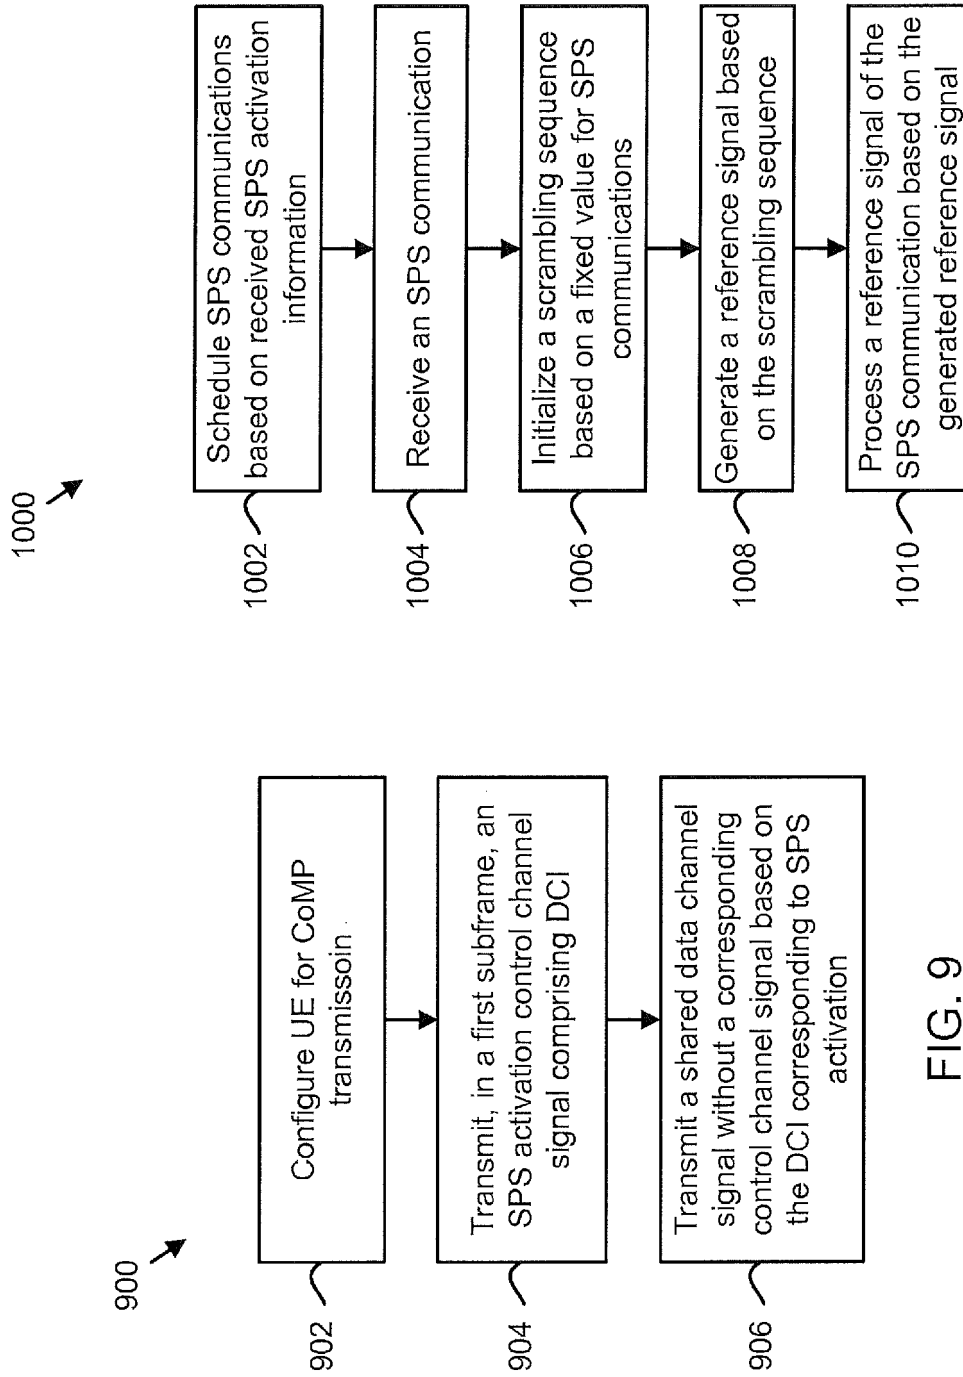 900
902
Configure UE for CoMP
transmissoin
904
Transmit, in a first subframe, an
SPS activation control channel
signal comprising DCI
906
Transmit a shared data channel
signal without a corresponding
control channel signal based on
the DCI corresponding to SPS
activation
FIG. 9
1000
1002
Schedule SPS communications
based on received SPS activation
information
1004
Receive an SPS communication
1006
Initialize a scrambling sequence
based on a fixed value for SPS
communications
1008
Generate a reference signal based
on the scrambling sequence
1010
Process a reference signal of the
SPS communication based on the
generated reference signal